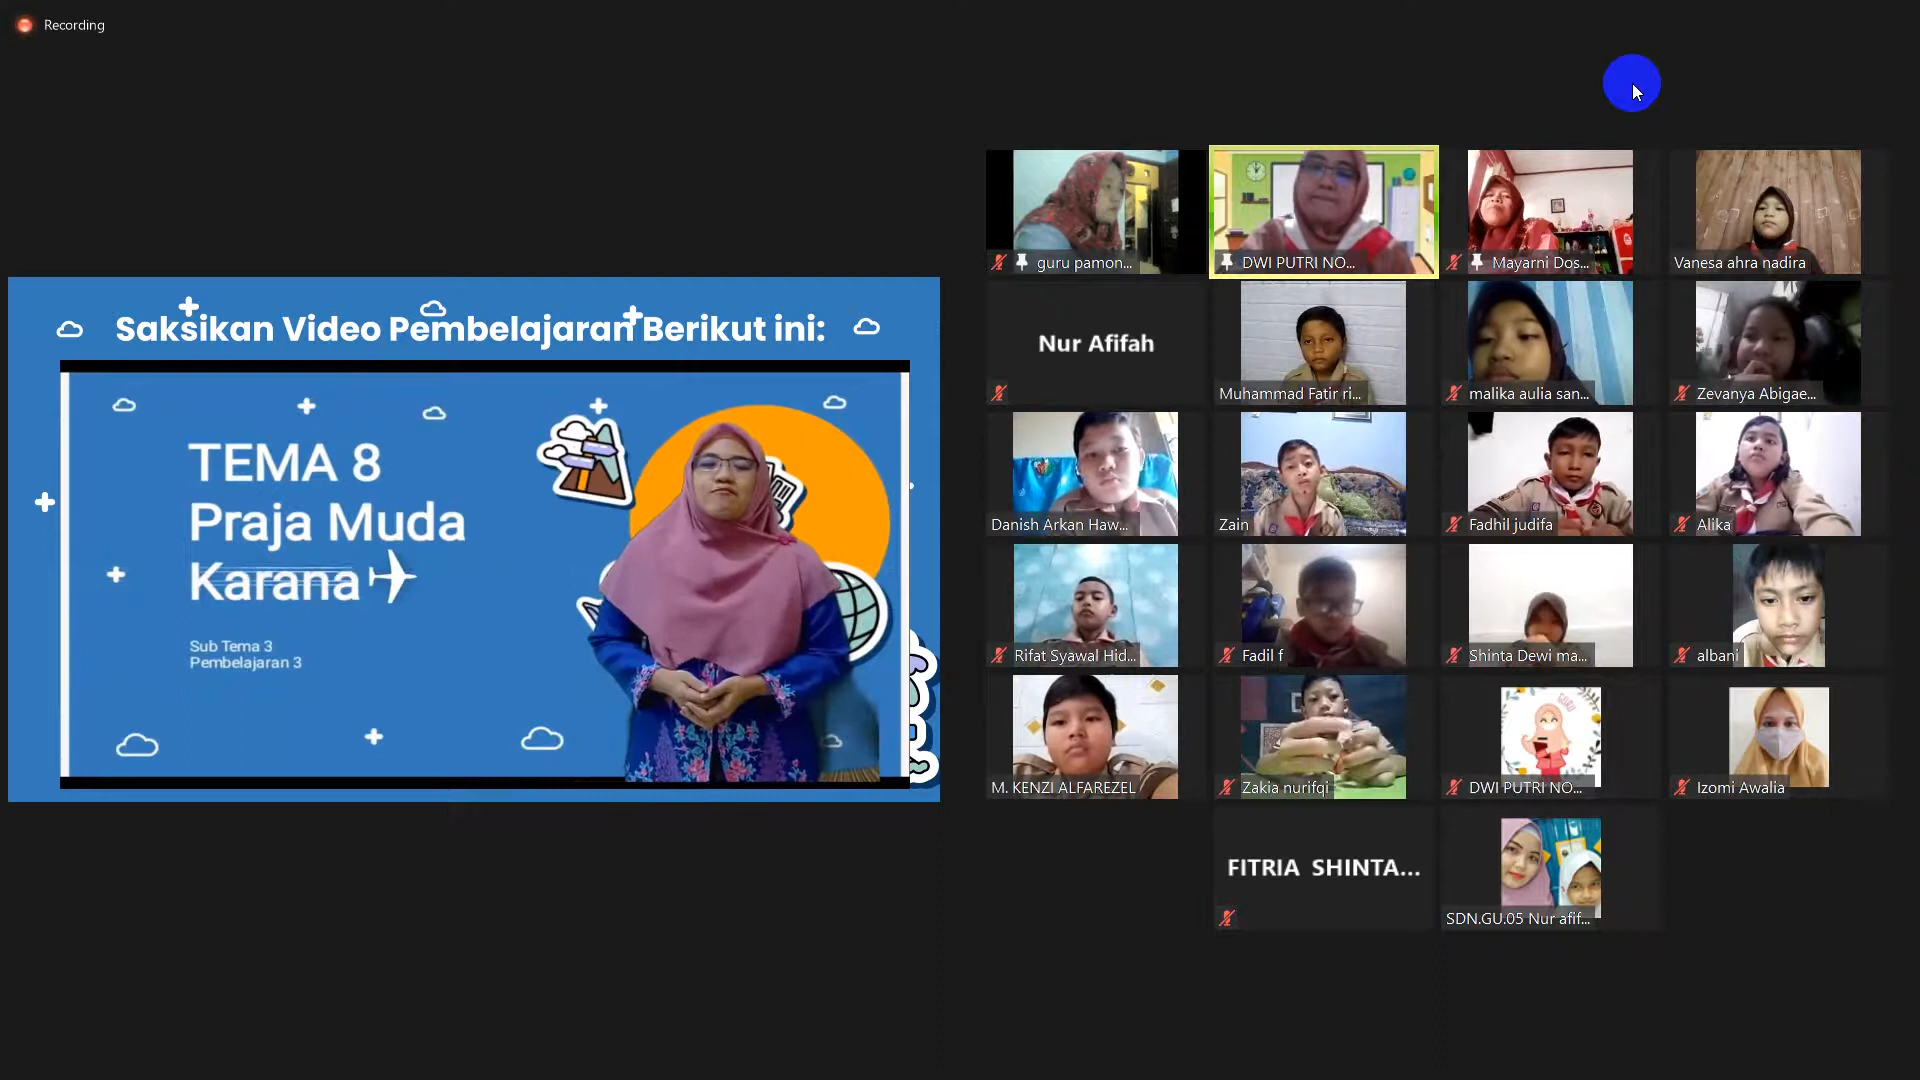 Recording
Saksikan Video Pembelajaran Berikut ini:
TEMA 8
Praja Muda
Karana
Sub Tema 3
Pembelajaran 3
guru pamon...
DWI PUTRI NO...
Mayarni Dos...
Vanesa ahra nadira
Nur Afifah
Muhammad Fatir ri...
malika aulia san...
Zevanya Abigae...
Danish Arkan Haw...
Zain
Fadhil judifa
Alika
Rifat Syawal Hid...
Fadil f
Shinta Dewi ma...
albani
M. KENZI ALFAREZEL
Zakia nurifqi
DWI PUTRI NO...
Izomi Awalia
FITRIA SHINTA...
SDN.GU.05 Nur afif...